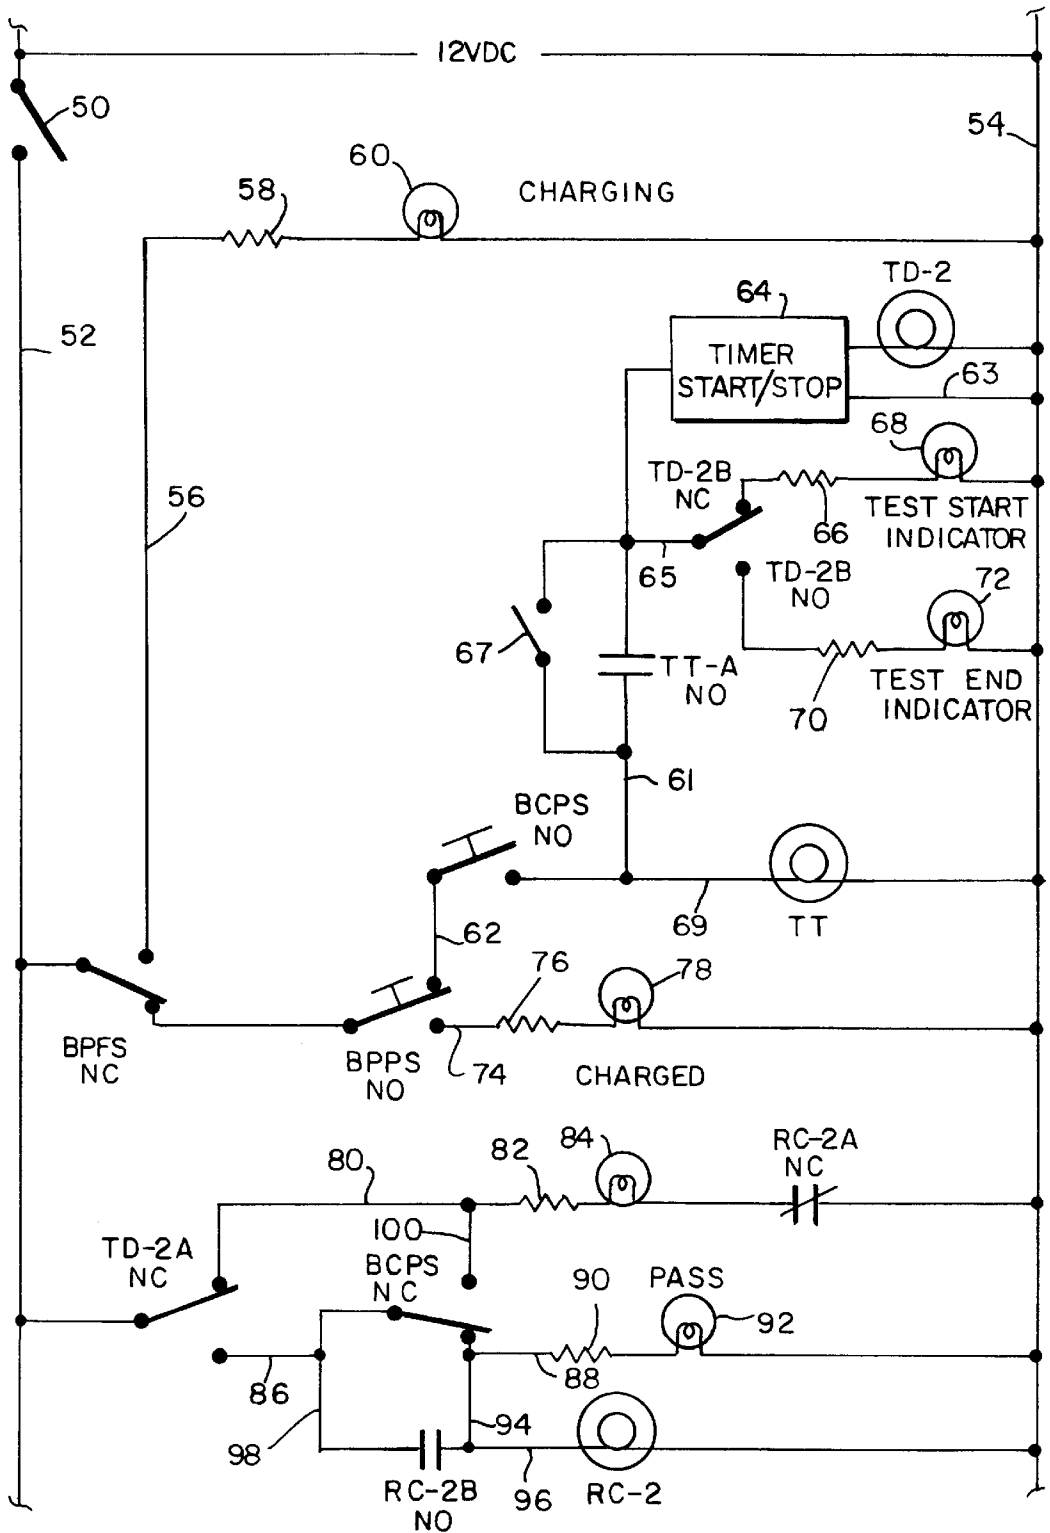 12VDC
50
54
60
CHARGING
58
TD-2
64
52
TIMER
START/STOP
63
68
TD-2B
NC
56
66
TEST START
INDICATOR
65
TD-2B
NO
72
67
TT-A
NO
70
TEST END
INDICATOR
61
BCPS
NO
62
69
TT
76
78
BPFS
NC
BPPS
NO
74
CHARGED
84
RC-2A
NC
82
80
100
TD-2A
NC
BCPS
NC
90
PASS
92
86
88
98
94
RC-2B
NO
96
RC-2